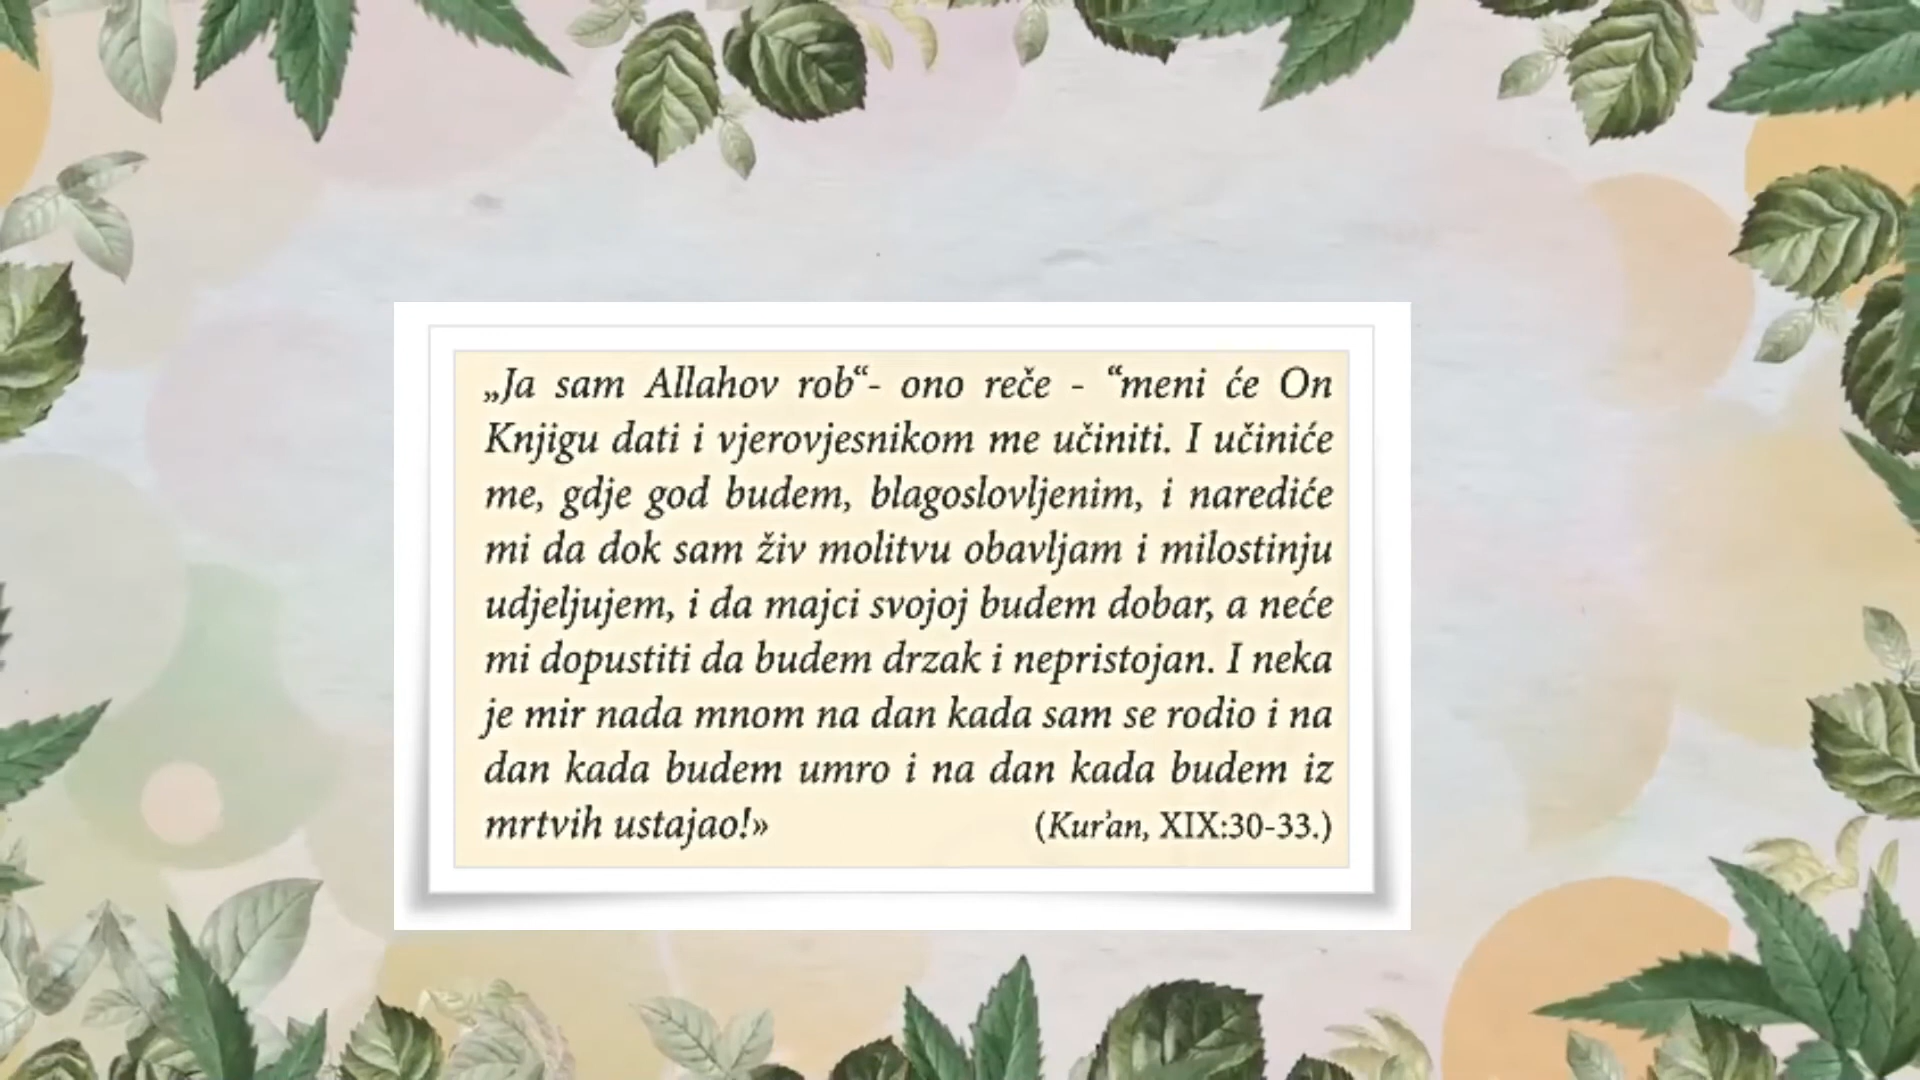 „Ja sam Allahov rob“- ono reče - “meni će On
Knjigu dati i vjerovjesnikom me učiniti. I učiniće
me, gdje god budem, blagoslovljenim, i narediće
mi da dok sam živ molitvu obavljam i milostinju
udjeljujem, i da majci svojoj budem dobar, a neće
mi dopustiti da budem drzak i nepristojan. I neka
je mir nada mnom na dan kada sam se rodio i na
dan kada budem umro i na dan kada budem iz
mrtvih ustajao!» (Kur’an, XIX:30-33.)